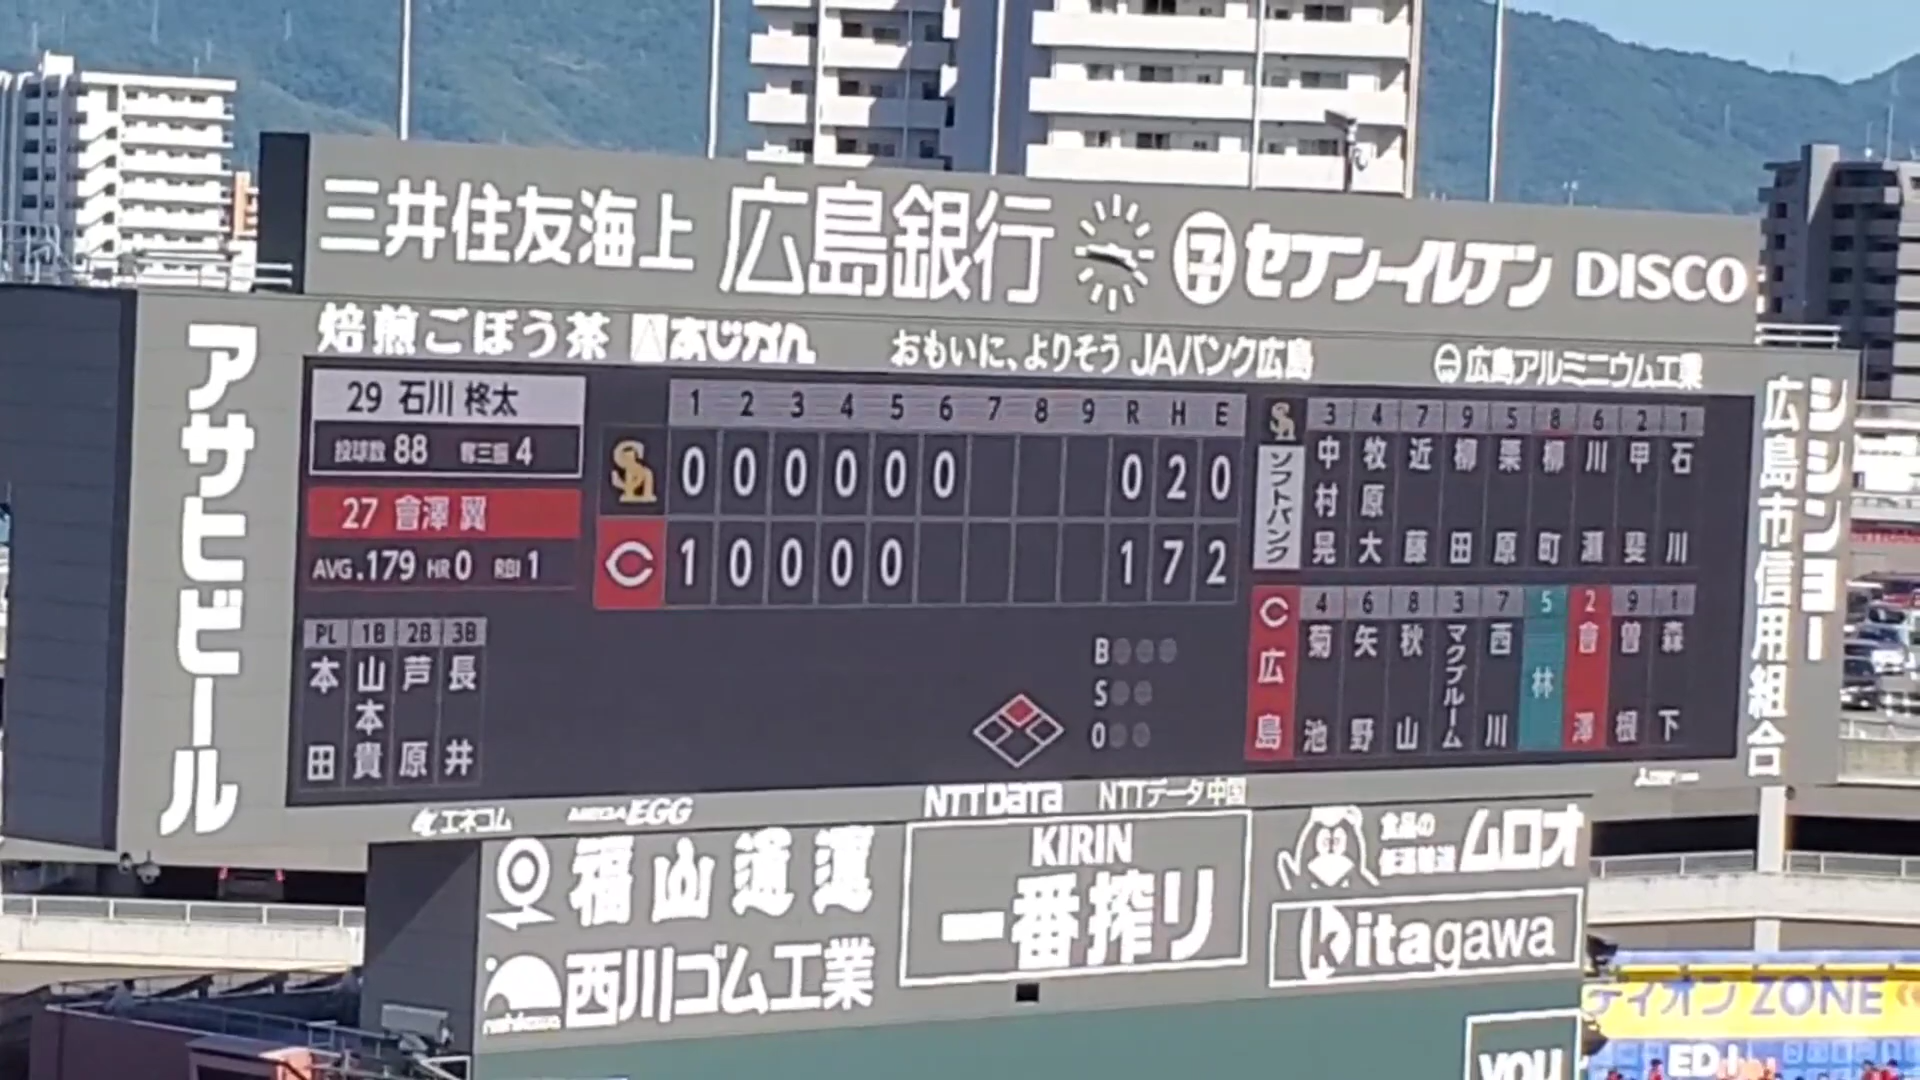 三井住友海上 広島銀行 セブン-イレブン DISCO
焙煎ごぼう茶 あじかん おもいに、よりそう JAバンク広島 広島アルミニウム工業
アサヒビール
29 石川 柊太
投球数 88 奪三振 4
27 會澤 翼
AVG .179 HR 0 RBI 1
PL 1B 2B 3B
本田 山本貴 芦原 長井
1 2 3 4 5 6 7 8 9 R H E
0 0 0 0 0 0 0 2 0
C 1 0 0 0 0 1 7 2
B
S
O
3 4 7 9 5 8 6 2 1
ソフトバンク 中村晃 牧原大 近藤 柳田 栗原 柳町 川瀬 甲斐 石川
C 4 6 8 3 7 5 2 9 1
広島 菊池 矢野 秋山 マクブルーム 西川 林 會澤 曽根 森下
シシンヨー
広島市信用組合
エネコム MEGA EGG NTT DATA NTTデータ中国
福山通運
西川ゴム工業
KIRIN
一番搾り
食品の
低温輸送 ムロオ
kitagawa
ディオン ZONE
EDI
YOU